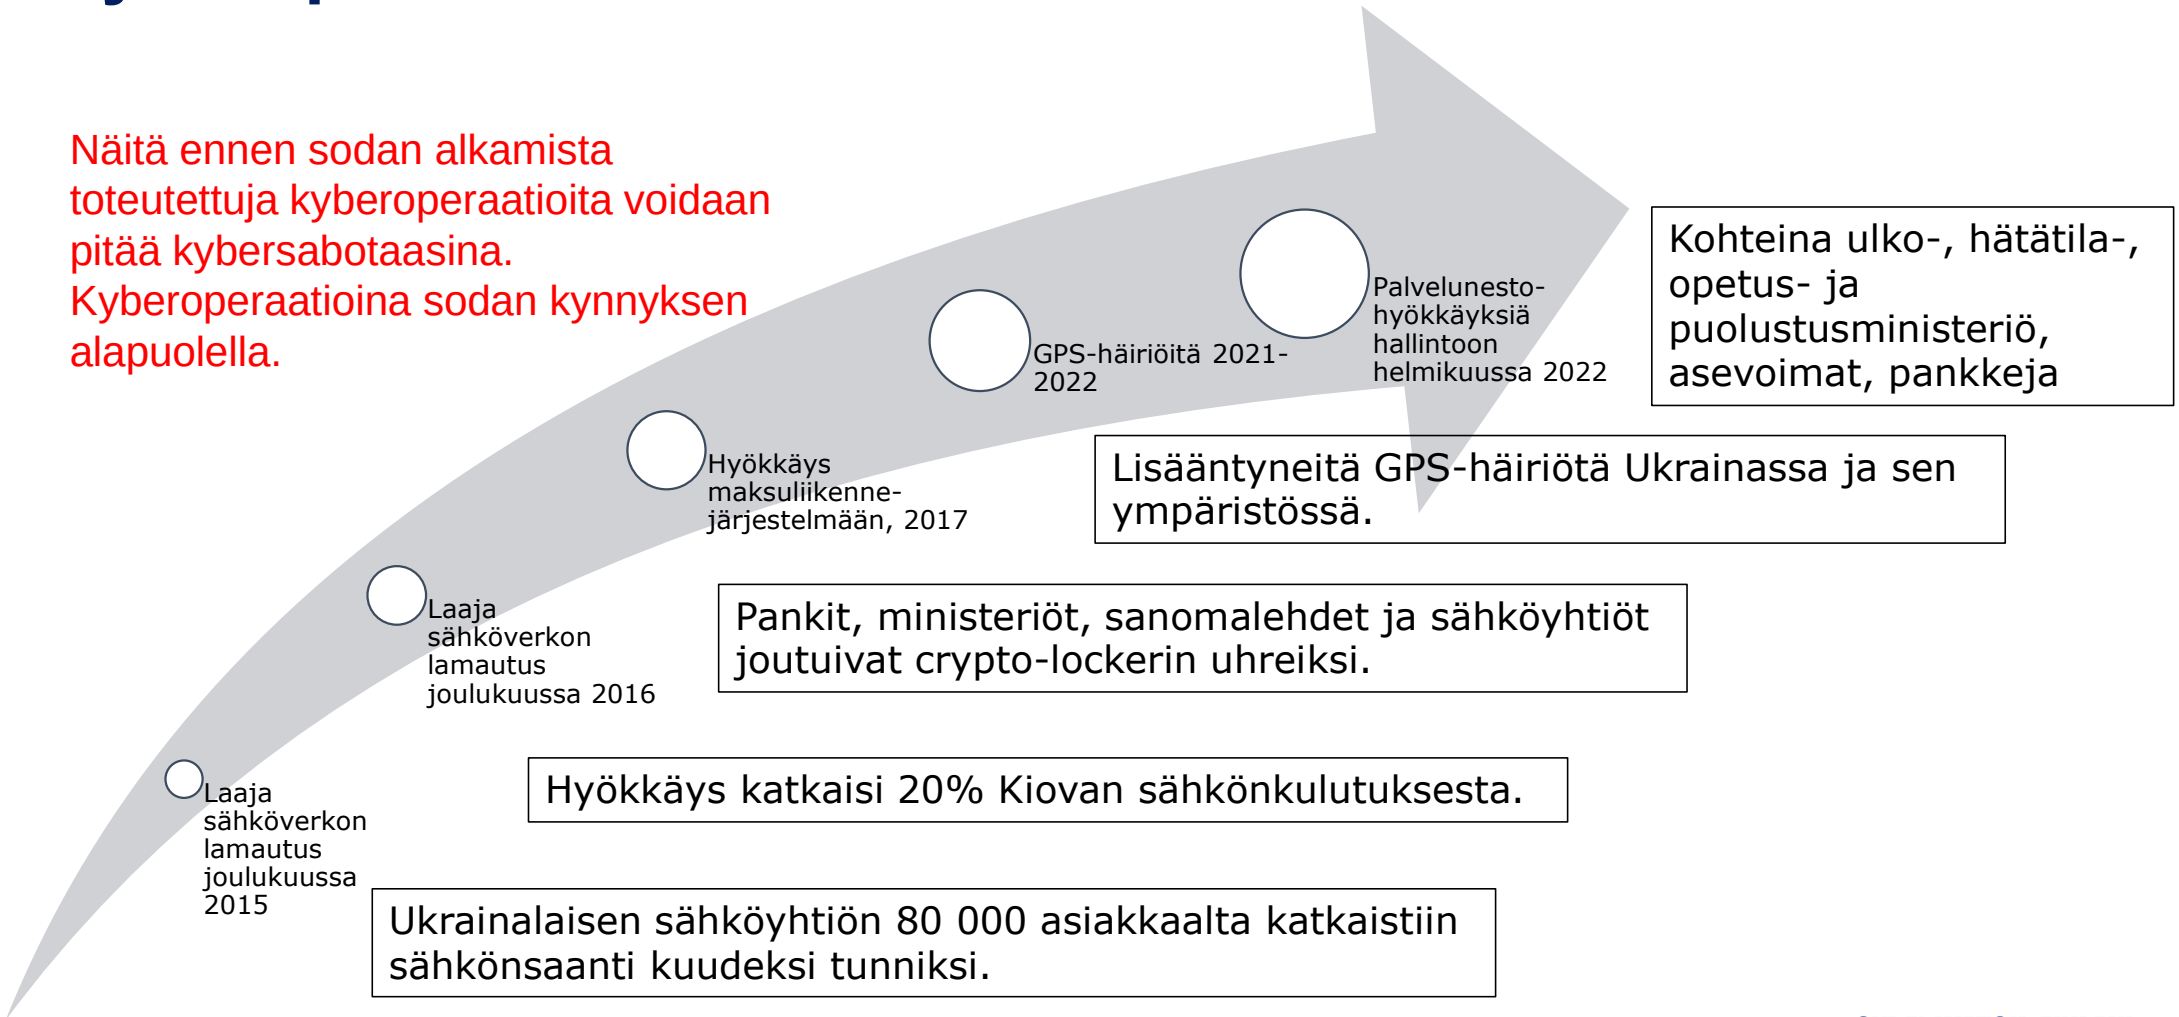 Näitä ennen sodan alkamista
toteutettuja kyberoperaatioita voidaan
pitää kybersabotaasina.
Kyberoperaatioina sodan kynnyksen
alapuolella.
Kohteina ulko-, hätätila-,
opetus- ja
puolustusministeriö,
asevoimat, pankkeja
Palvelunesto-
hyökkäyksiä
hallintoon
helmikuussa 2022
GPS-häiriöitä 2021-
2022
Lisääntyneitä GPS-häiriötä Ukrainassa ja sen
ympäristössä.
Hyökkäys
maksuliikenne-
järjestelmään, 2017
Pankit, ministeriöt, sanomalehdet ja sähköyhtiöt
joutuivat crypto-lockerin uhreiksi.
Laaja
sähköverkon
lamautus
joulukuussa 2016
Hyökkäys katkaisi 20% Kiovan sähkönkulutuksesta.
Laaja
sähköverkon
lamautus
joulukuussa
2015
Ukrainalaisen sähköyhtiön 80 000 asiakkaalta katkaistiin
sähkönsaanti kuudeksi tunniksi.